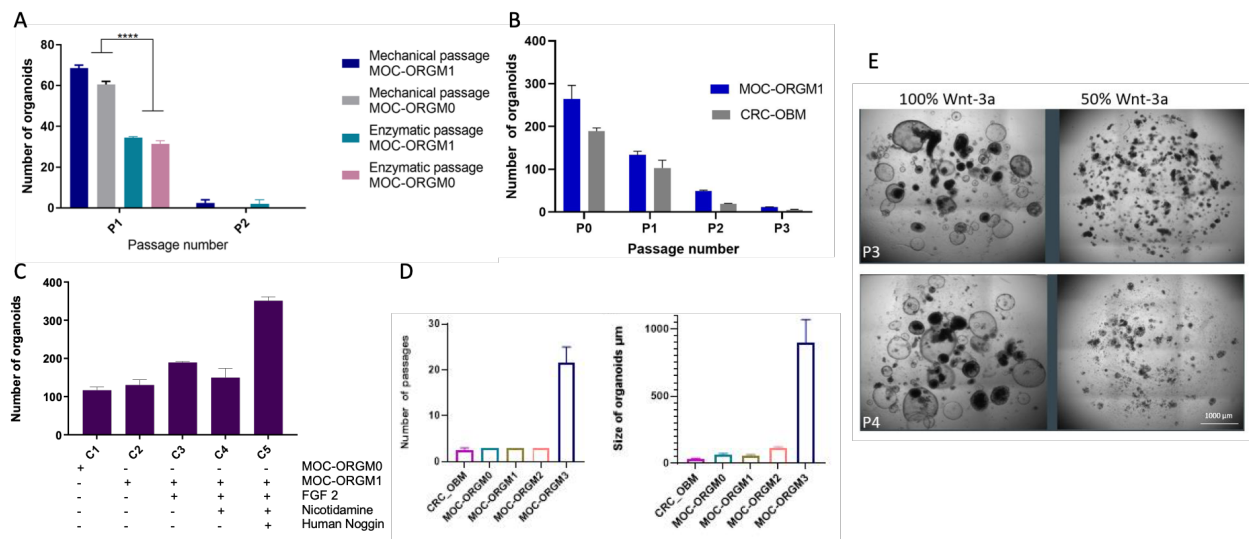 A
Number of organoids
80
60
40
20
0
****
P1
P2
Passage number
Mechanical passage
MOC-ORGM1
Mechanical passage
MOC-ORGM0
Enzymatic passage
MOC-ORGM1
Enzymatic passage
MOC-ORGM0
B
Number of organoids
400
300
200
100
0
P0
P1
P2
P3
Passage number
MOC-ORGM1
CRC-OBM
C
Number of organoids
400
300
200
100
0
C1
C2
C3
C4
C5
+ - - - - MOC-ORGM0
- + + + + MOC-ORGM1
- - + + + FGF 2
- - - + + Nicotidamine
- - - - + Human Noggin
D
Number of passages
30
20
10
0
CRC_OBM
MOC-ORGM0
MOC-ORGM1
MOC-ORGM2
MOC-ORGM3
Size of organoids µm
1000
500
0
CRC_OBM
MOC-ORGM0
MOC-ORGM1
MOC-ORGM2
MOC-ORGM3
E
100% Wnt-3a
50% Wnt-3a
P3
P4
1000 µm